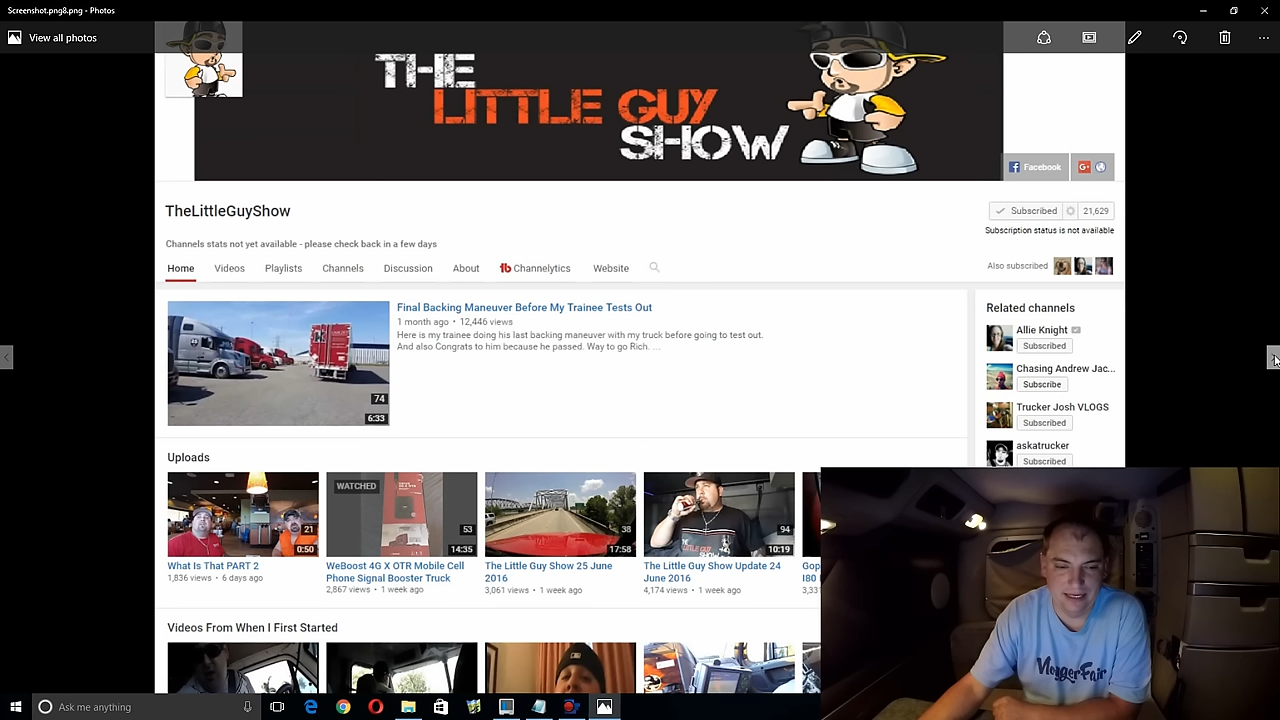 Screenshot.png8.png - Photos
View all photos
THE
LITTLE GUY
SHOW
Facebook
G+
TheLittleGuyShow
Subscribed 21,629
Subscription status is not available
Channels stats not yet available - please check back in a few days
Home Videos Playlists Channels Discussion About Channelytics Website
Also subscribed
Final Backing Maneuver Before My Trainee Tests Out
1 month ago • 12,446 views
Here is my trainee doing his last backing maneuver with my truck before going to test out.
And also Congrats to him because he passed. Way to go Rich. ...
74
6:33
Related channels
Allie Knight
Subscribed
Chasing Andrew Jac...
Subscribe
Trucker Josh VLOGS
Subscribed
askatrucker
Subscribed
Uploads
21
0:50
What Is That PART 2
1,836 views • 6 days ago
WATCHED
53
14:35
WeBoost 4G X OTR Mobile Cell
Phone Signal Booster Truck
2,867 views • 1 week ago
38
17:58
The Little Guy Show 25 June
2016
3,061 views • 1 week ago
94
10:19
The Little Guy Show Update 24
June 2016
4,174 views • 1 week ago
Gop
I80
3,33
Videos From When I First Started
VloggerFair
Ask me anything